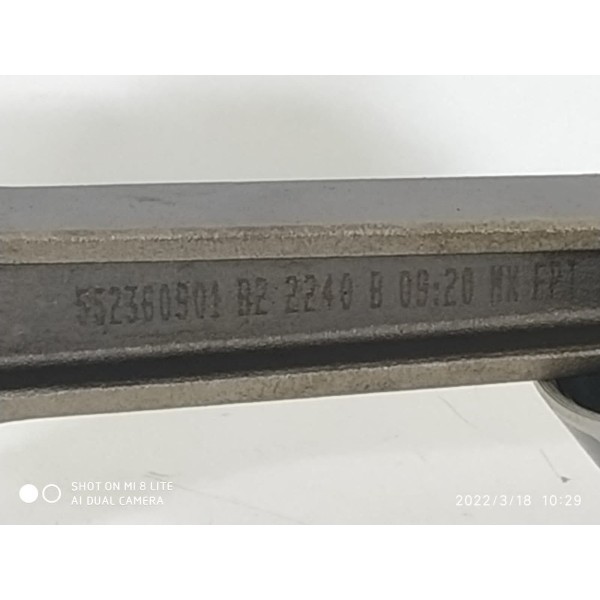 552360901 B2 2240 B 09:20 MX FPT
SHOT ON MI 8 LITE
AI DUAL CAMERA
2022/3/18 10:29